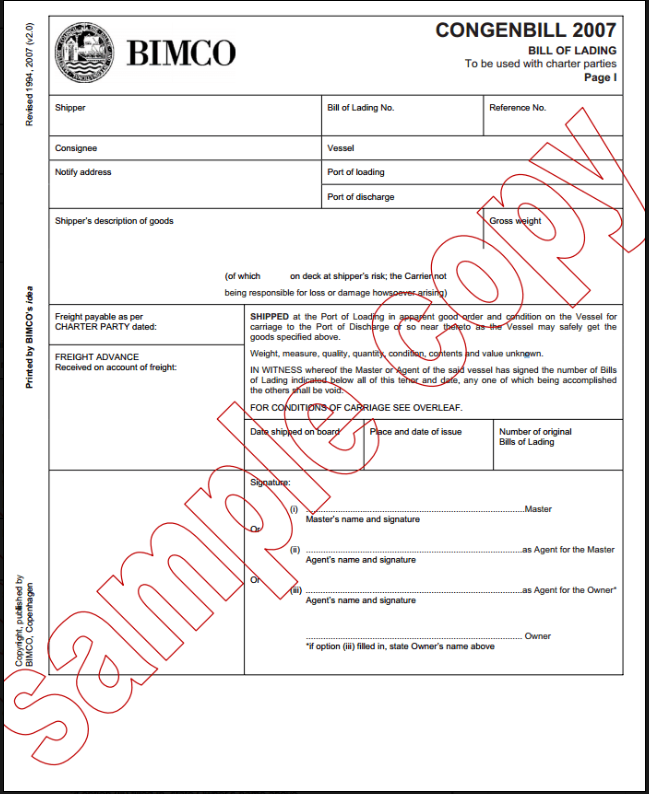 Revised 1994, 2007 (v2.0)
BIMCO
CONGENBILL 2007
BILL OF LADING
To be used with charter parties
Page I
Shipper
Bill of Lading No.
Reference No.
Consignee
Vessel
Notify address
Port of loading
Port of discharge
Shipper's description of goods
Gross weight
(of which on deck at shipper's risk; the Carrier not
being responsible for loss or damage howsoever arising)
Printed by BIMCO's idea
Freight payable as per
CHARTER PARTY dated:
FREIGHT ADVANCE
Received on account of freight:
SHIPPED at the Port of Loading in apparent good order and condition on the Vessel for
carriage to the Port of Discharge or so near thereto as the Vessel may safely get the
goods specified above.
Weight, measure, quality, quantity, condition, contents and value unknown.
IN WITNESS whereof the Master or Agent of the said vessel has signed the number of Bills
of Lading indicated below all of this tenor and date, any one of which being accomplished
the others shall be void.
FOR CONDITIONS OF CARRIAGE SEE OVERLEAF.
Date shipped on board
Place and date of issue
Number of original
Bills of Lading
Signature:
(i) ..........Master
Master's name and signature
Or
(ii) ..........as Agent for the Master
Agent's name and signature
Or
(iii) ..........as Agent for the Owner*
Agent's name and signature
.......... Owner
*if option (iii) filled in, state Owner's name above
Copyright, published by
BIMCO, Copenhagen
sample copy